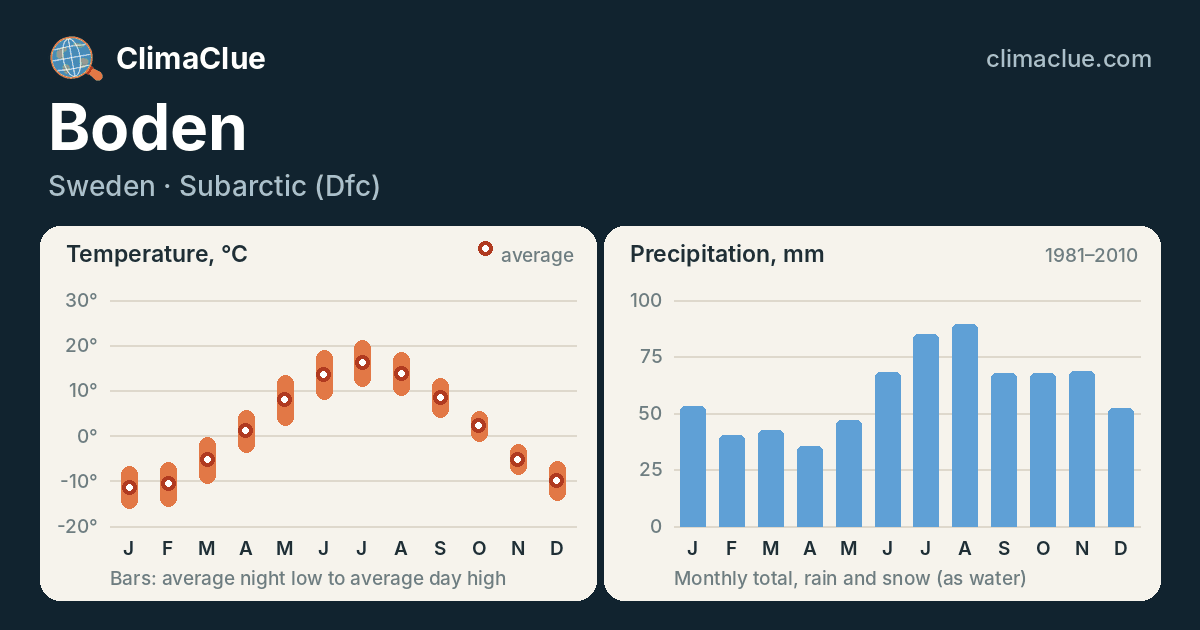 ClimaClue
climaclue.com
Boden
Sweden · Subarctic (Dfc)
Temperature, °C
average
30°
20°
10°
0°
-10°
-20°
J F M A M J J A S O N D
Bars: average night low to average day high
Precipitation, mm
1981–2010
100
75
50
25
0
J F M A M J J A S O N D
Monthly total, rain and snow (as water)